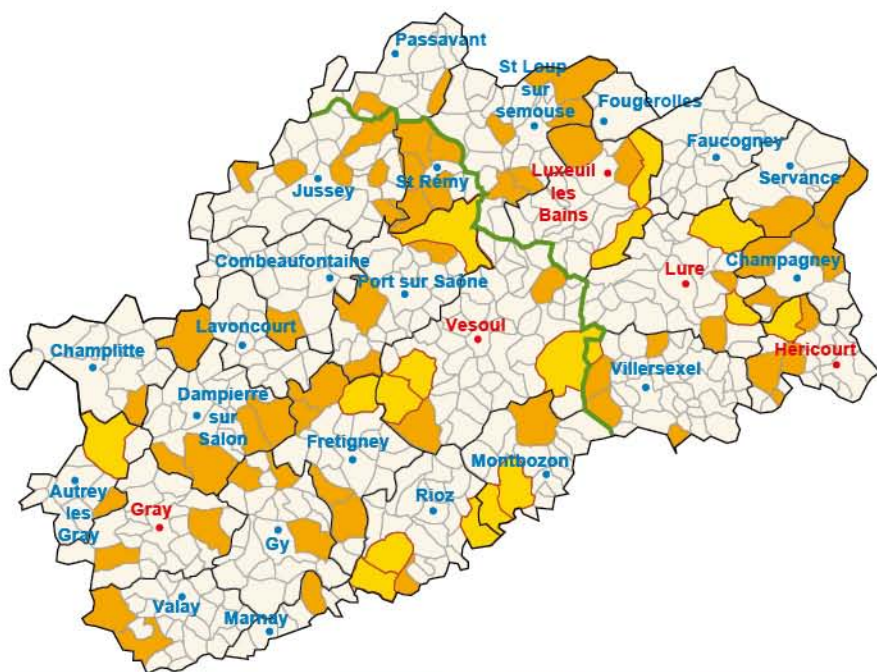 Passavant
St Loup
sur
semouse
Fougerolles
Faucogney
Servance
Jussey
St Rémy
Luxeuil
les
Bains
Combeaufontaine
Port sur Saône
Lure
Champagney
Champlitte
Lavoncourt
Vesoul
Villersexel
Héricourt
Dampierre
sur
Salon
Fretigney
Montbozon
Autrey
les
Gray
Gray
Rioz
Gy
Valay
Marnay